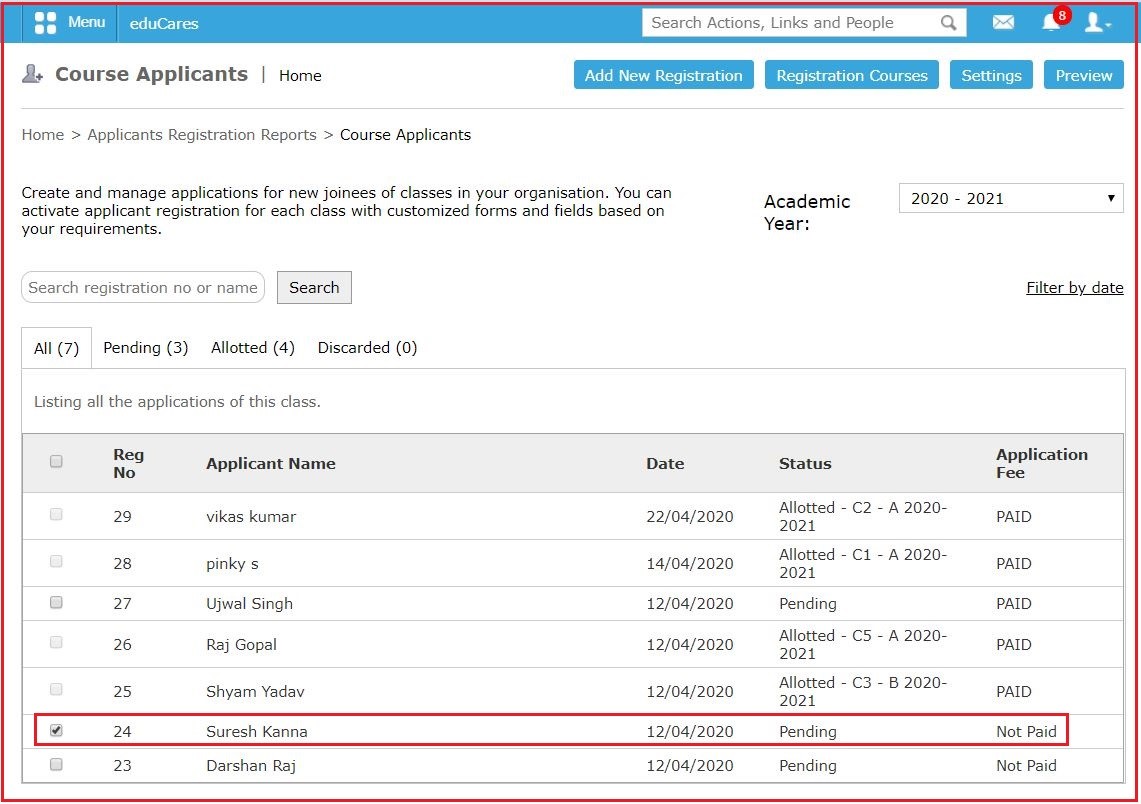 Menu
eduCares
Search Actions, Links and People
8
Course Applicants | Home
Add New Registration
Registration Courses
Settings
Preview
Home > Applicants Registration Reports > Course Applicants
Create and manage applications for new joinees of classes in your organisation. You can
activate applicant registration for each class with customized forms and fields based on
your requirements.
Academic
Year:
2020 - 2021
Search registration no or name
Search
Filter by date
All (7)
Pending (3)
Allotted (4)
Discarded (0)
Listing all the applications of this class.
Reg
No
Applicant Name
Date
Status
Application
Fee
29
vikas kumar
22/04/2020
Allotted - C2 - A 2020-
2021
PAID
28
pinky s
14/04/2020
Allotted - C1 - A 2020-
2021
PAID
27
Ujwal Singh
12/04/2020
Pending
PAID
26
Raj Gopal
12/04/2020
Allotted - C5 - A 2020-
2021
PAID
25
Shyam Yadav
12/04/2020
Allotted - C3 - B 2020-
2021
PAID
24
Suresh Kanna
12/04/2020
Pending
Not Paid
23
Darshan Raj
12/04/2020
Pending
Not Paid